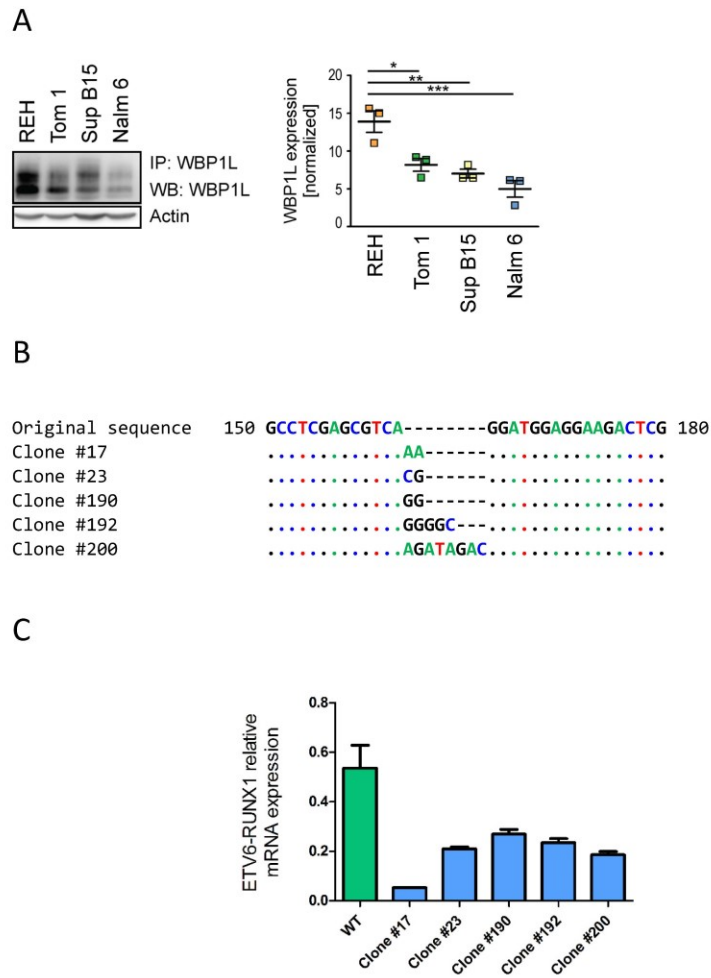 A
REH
Tom 1
Sup B15
Nalm 6
IP: WBP1L
WB: WBP1L
Actin
WBP1L expression
[normalized]
20
15
10
5
0
*
**
***
REH
Tom 1
Sup B15
Nalm 6
B
Original sequence 150 GCCTCGAGCGTCA--------GGATGGAGGAAGACTCG 180
Clone #17 .............AA------.................
Clone #23 .............CG------.................
Clone #190 .............GG------.................
Clone #192 .............GGGGC---.................
Clone #200 .............AGATAGAC.................
C
ETV6-RUNX1 relative
mRNA expression
0.8
0.6
0.4
0.2
0.0
WT
Clone #17
Clone #23
Clone #190
Clone #192
Clone #200